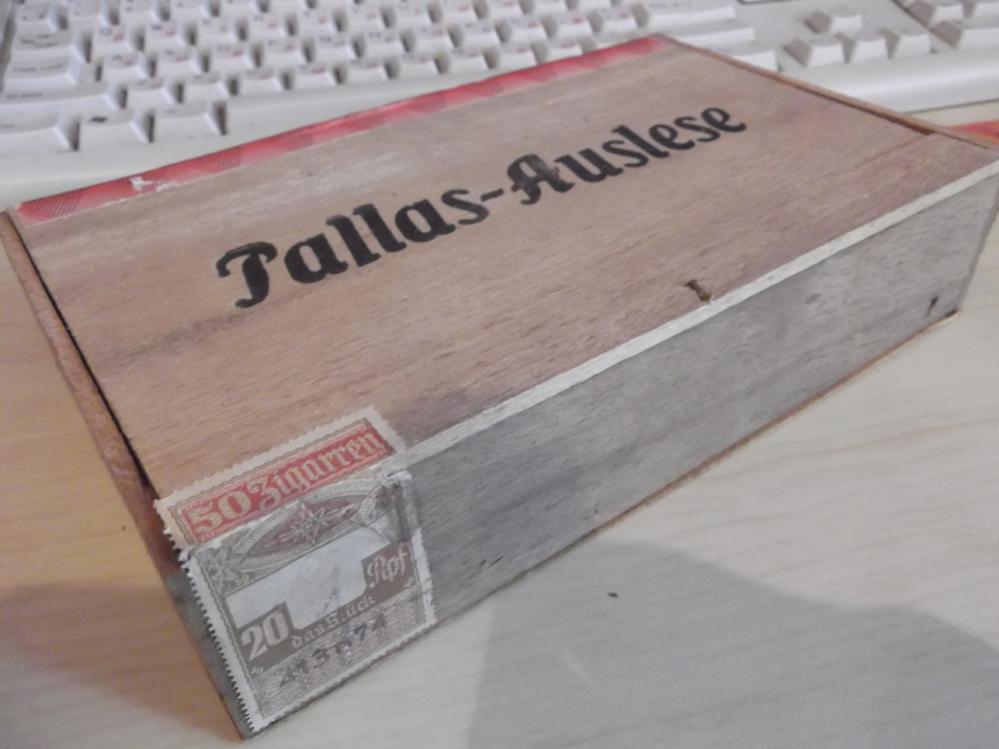 Pallas-Auslese
50 Zigarren
Rpf
20
das Stück